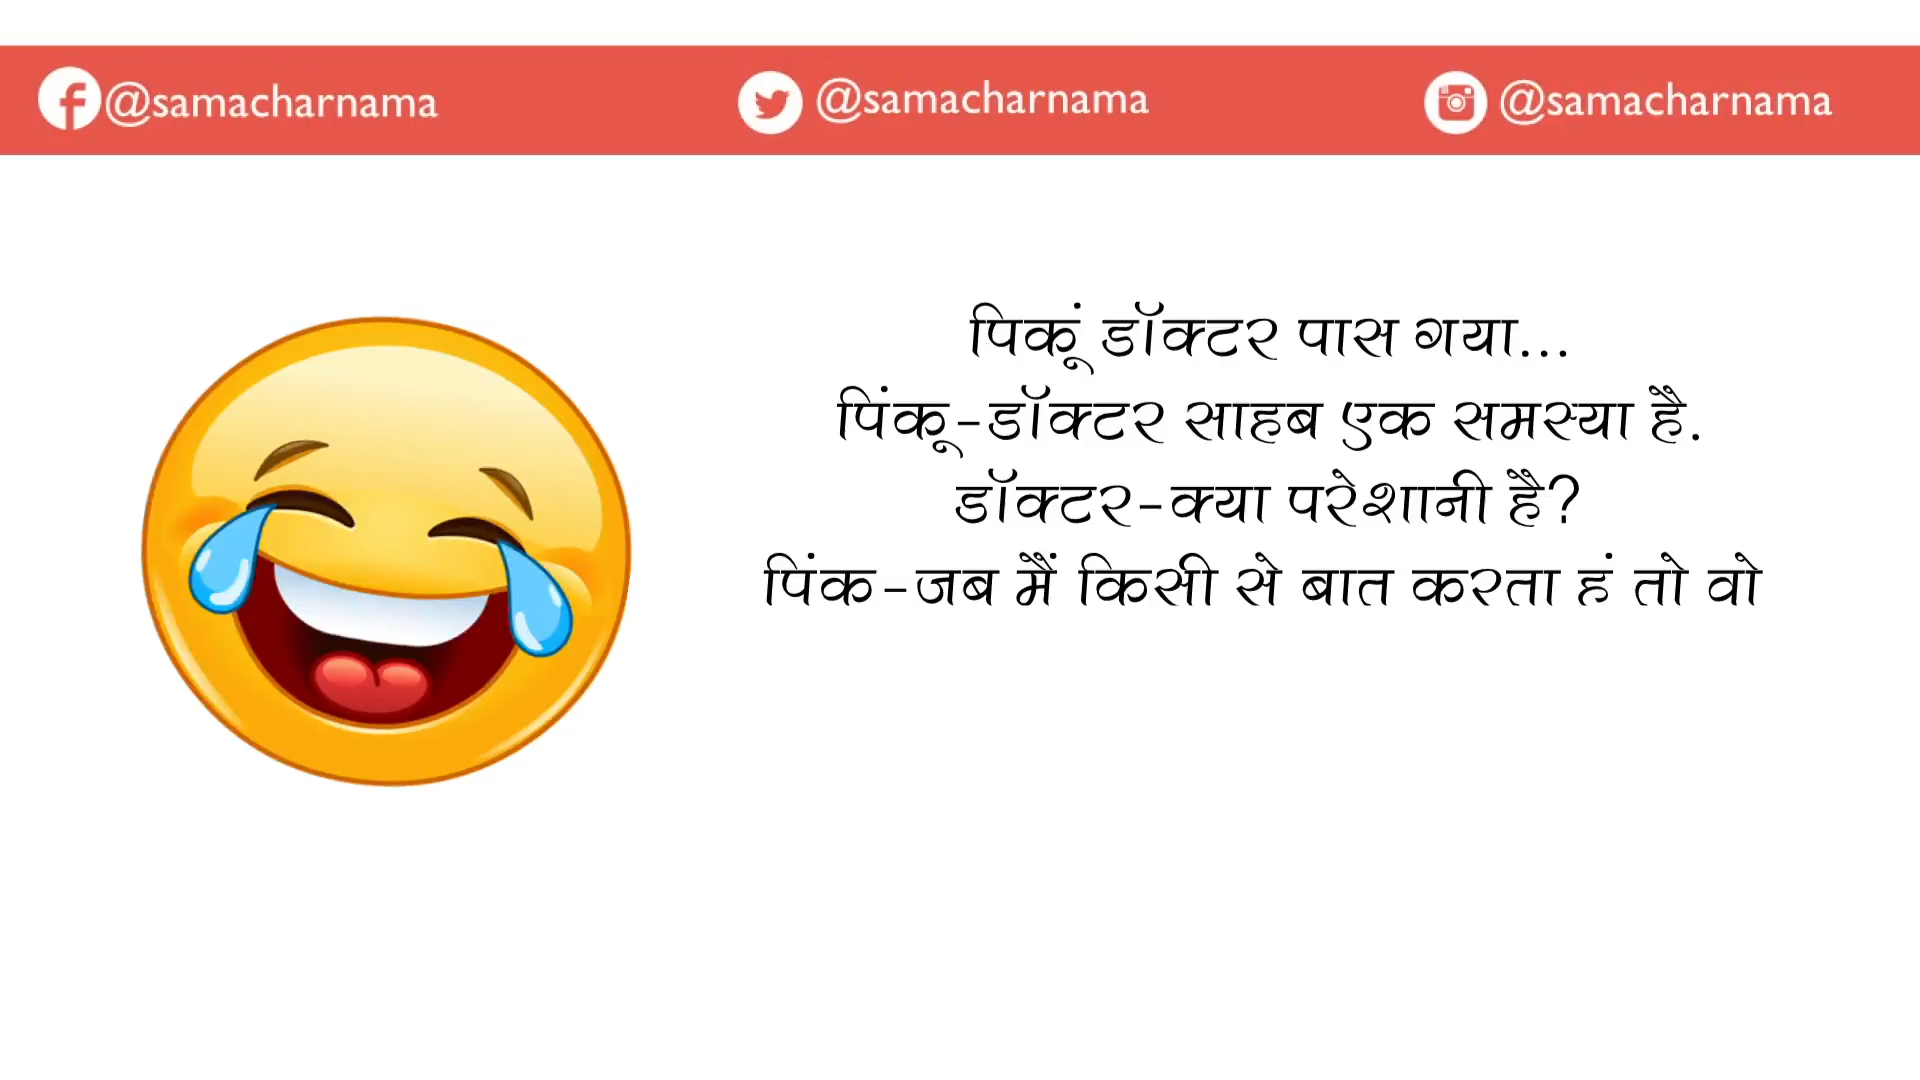 @samacharnama @samacharnama @samacharnama
पिकूं डॉक्टर पास गया...
पिंकू-डॉक्टर साहब एक समस्या है.
डॉक्टर-क्या परेशानी है?
पिंक-जब मैं किसी से बात करता हं तो वो